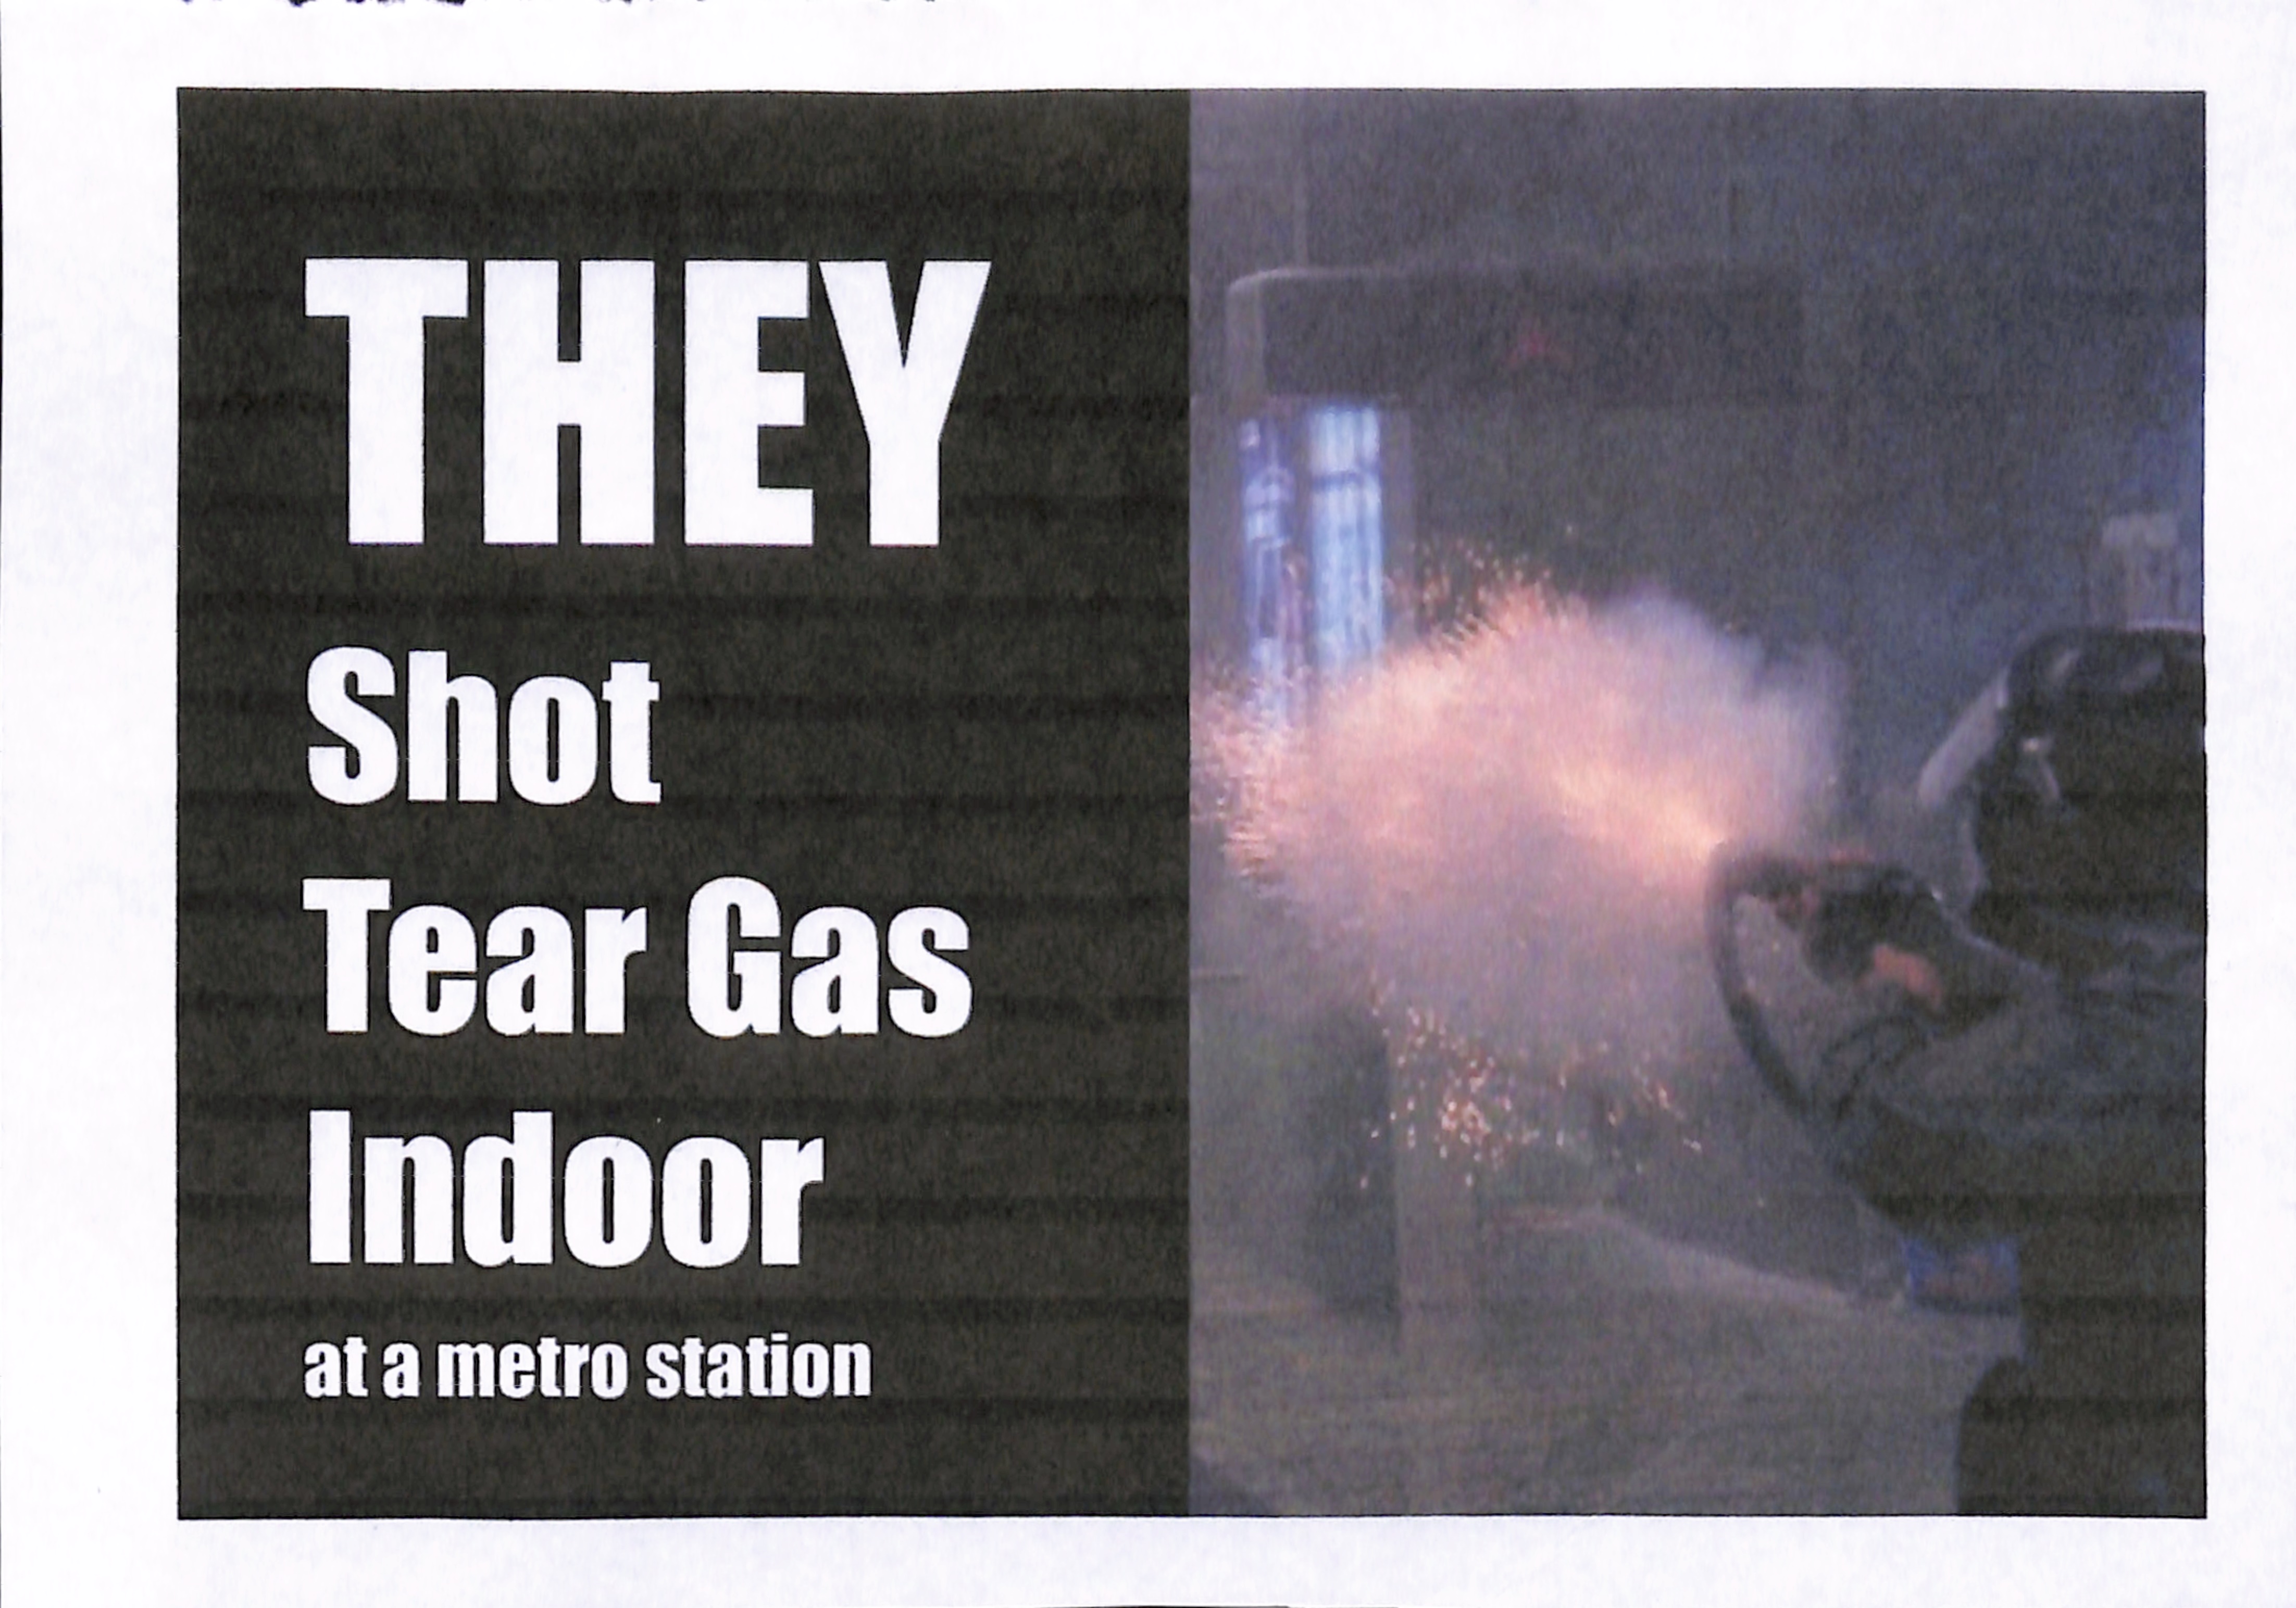 THEY
Shot
Tear Gas
Indoor
at a metro station